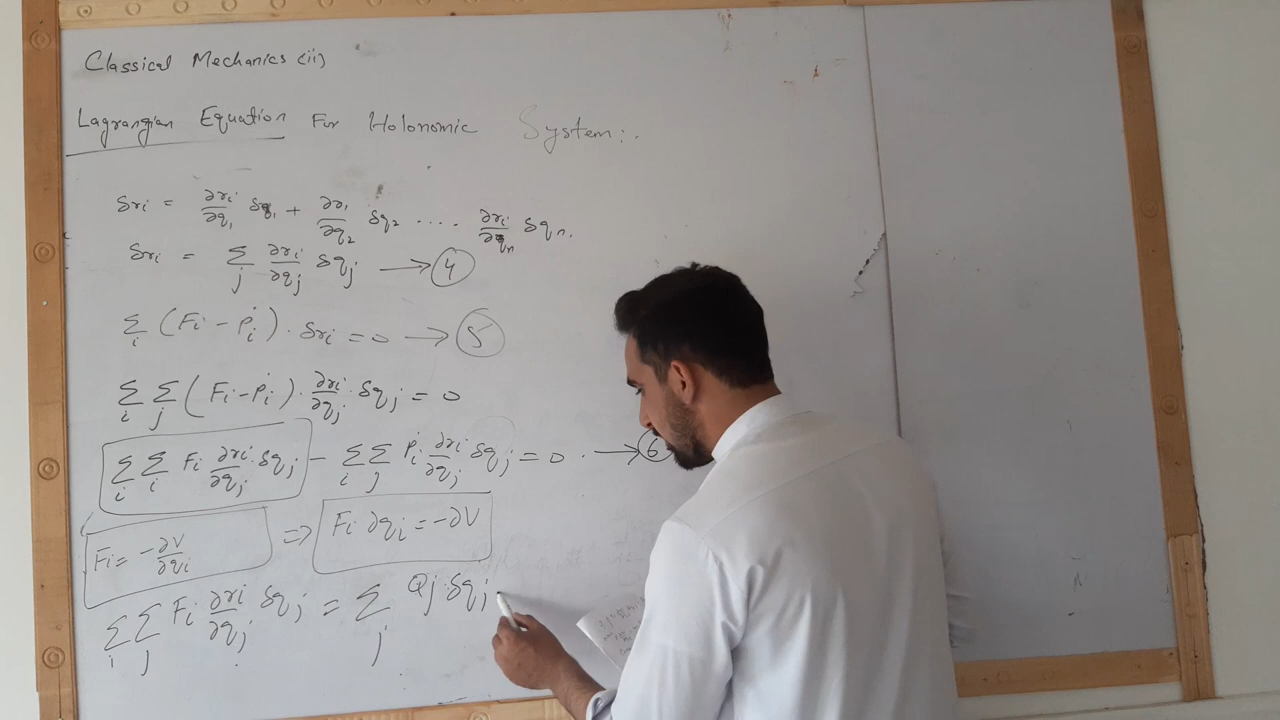 Classical Mechanics (ii)
Lagrangian Equation For Holonomic System:.
δri = ∂ri/∂q1 δq1 + ∂r1/∂q2 δq2 .... ∂ri/∂qn δqn.
δri = Σj ∂ri/∂qj δqj → 4
Σi (Fi - Ṗi) · δri = 0 → 5
Σi Σj (Fi - Ṗi) · ∂ri/∂qj · δqj = 0
Σi Σi Fi ∂ri/∂qj · δqj - Σi Σj Ṗi ∂ri/∂qj δqj = 0 . → 6
Fi = -∂V/∂qi ⇒ Fi ∂qi = -∂V
Σi Σj Fi ∂ri/∂qj δqj = Σj Qj · δqj